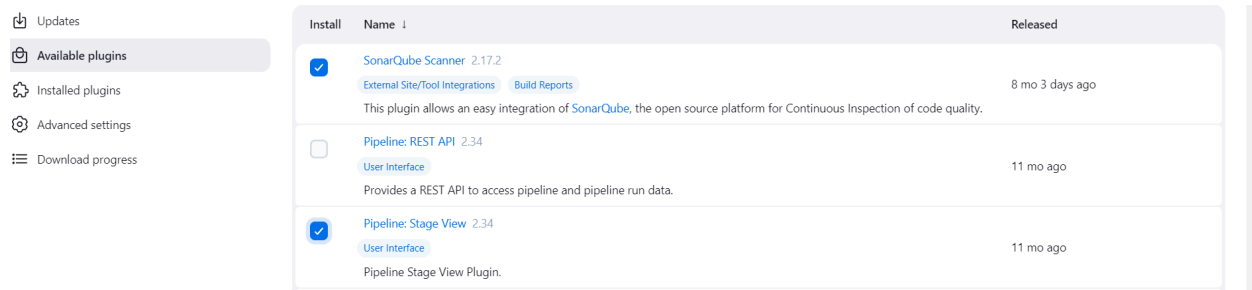 Updates
Available plugins
Installed plugins
Advanced settings
Download progress
Install Name ↓ Released
SonarQube Scanner 2.17.2
External Site/Tool Integrations Build Reports
8 mo 3 days ago
This plugin allows an easy integration of SonarQube, the open source platform for Continuous Inspection of code quality.
Pipeline: REST API 2.34
User Interface
11 mo ago
Provides a REST API to access pipeline and pipeline run data.
Pipeline: Stage View 2.34
User Interface
11 mo ago
Pipeline Stage View Plugin.